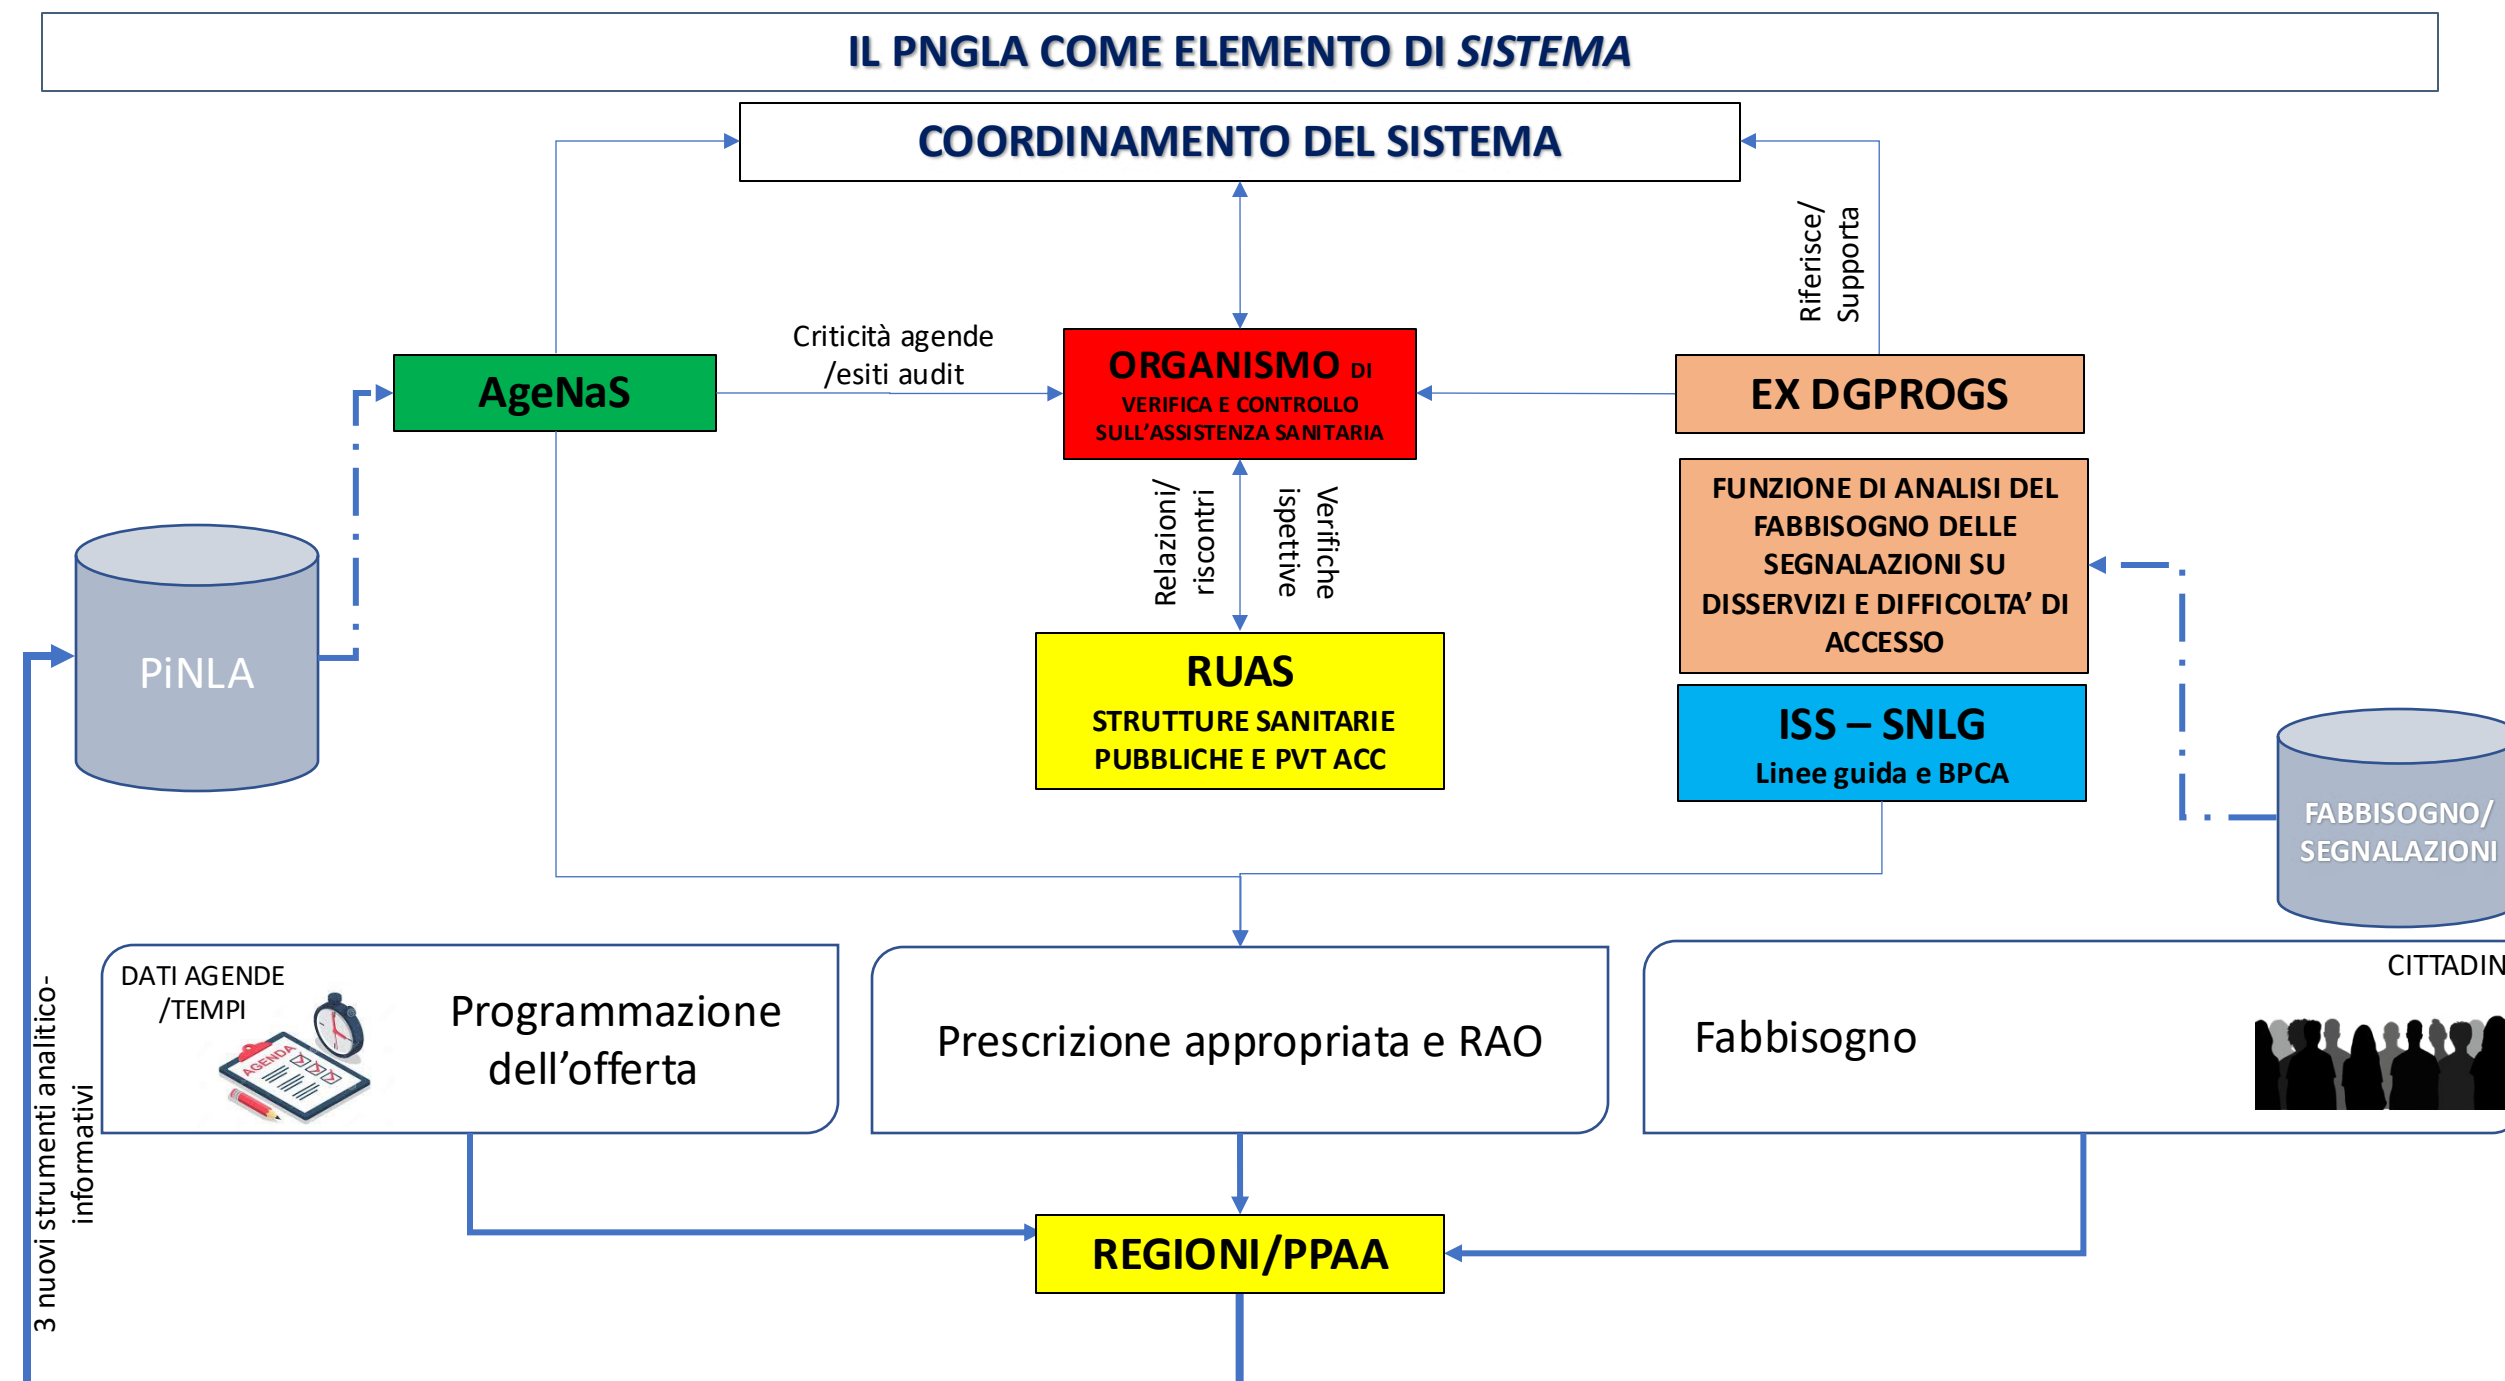 IL PNGLA COME ELEMENTO DI SISTEMA
COORDINAMENTO DEL SISTEMA
Riferisce/
Supporta
Criticità agende
/esiti audit
AgeNaS
ORGANISMO DI
VERIFICA E CONTROLLO
SULL’ASSISTENZA SANITARIA
EX DGPROGS
Relazioni/
riscontri
Verifiche
ispettive
FUNZIONE DI ANALISI DEL
FABBISOGNO DELLE
SEGNALAZIONI SU
DISSERVIZI E DIFFICOLTA’ DI
ACCESSO
PiNLA
RUAS
STRUTTURE SANITARIE
PUBBLICHE E PVT ACC
ISS – SNLG
Linee guida e BPCA
FABBISOGNO/
SEGNALAZIONI
DATI AGENDE
/TEMPI
AGENDA
Programmazione
dell’offerta
Prescrizione appropriata e RAO
Fabbisogno
CITTADIN
3 nuovi strumenti analitico-
informativi
REGIONI/PPAA